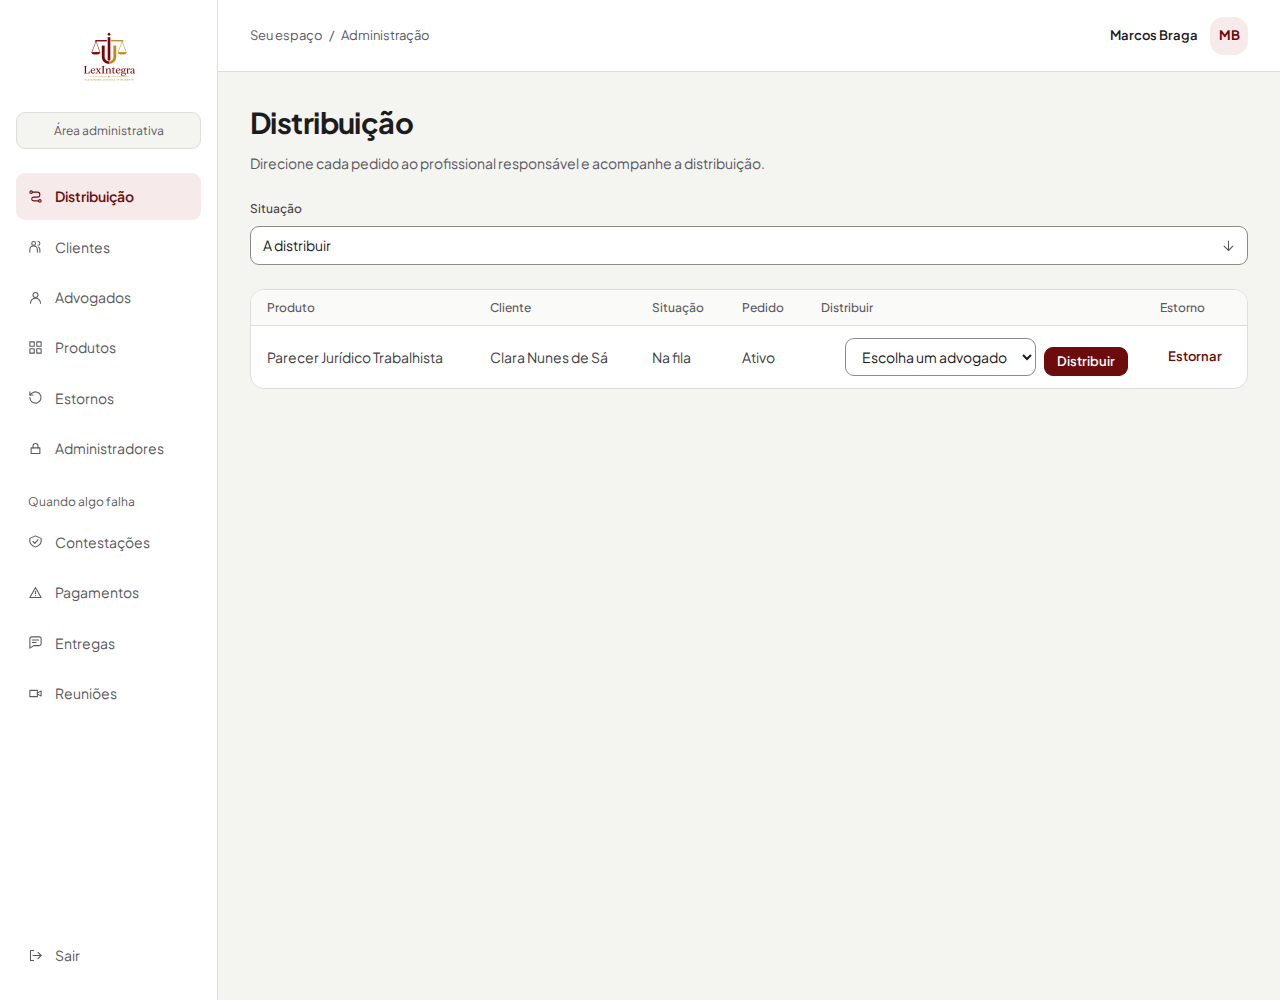 LexIntegra
Área administrativa
Distribuição
Clientes
Advogados
Produtos
Estornos
Administradores
Quando algo falha
Contestações
Pagamentos
Entregas
Reuniões
Sair
Seu espaço / Administração
Marcos Braga MB
Distribuição
Direcione cada pedido ao profissional responsável e acompanhe a distribuição.
Situação
A distribuir
Produto Cliente Situação Pedido Distribuir Estorno
Parecer Jurídico Trabalhista Clara Nunes de Sá Na fila Ativo Escolha um advogado Distribuir Estornar